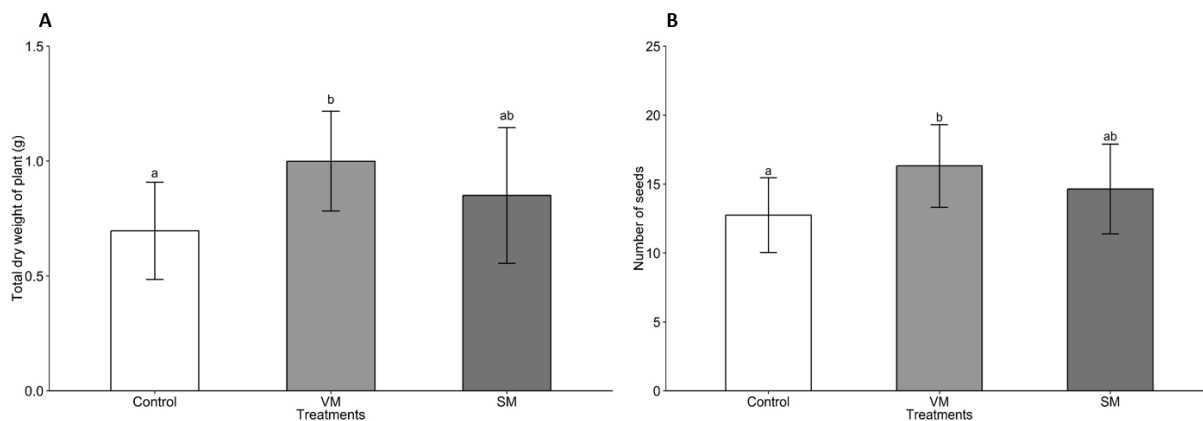 A
Total dry weight of plant (g)
1.5
1.0
0.5
0.0
a
b
ab
Control
VM
SM
Treatments
B
Number of seeds
25
20
15
10
5
0
a
b
ab
Control
VM
SM
Treatments